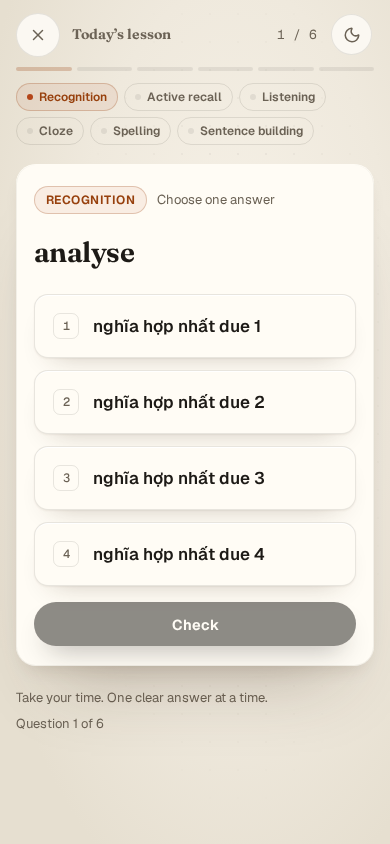 Today's lesson
1 / 6
Recognition
Active recall
Listening
Cloze
Spelling
Sentence building
RECOGNITION
Choose one answer
analyse
1 nghĩa hợp nhất due 1
2 nghĩa hợp nhất due 2
3 nghĩa hợp nhất due 3
4 nghĩa hợp nhất due 4
Check
Take your time. One clear answer at a time.
Question 1 of 6